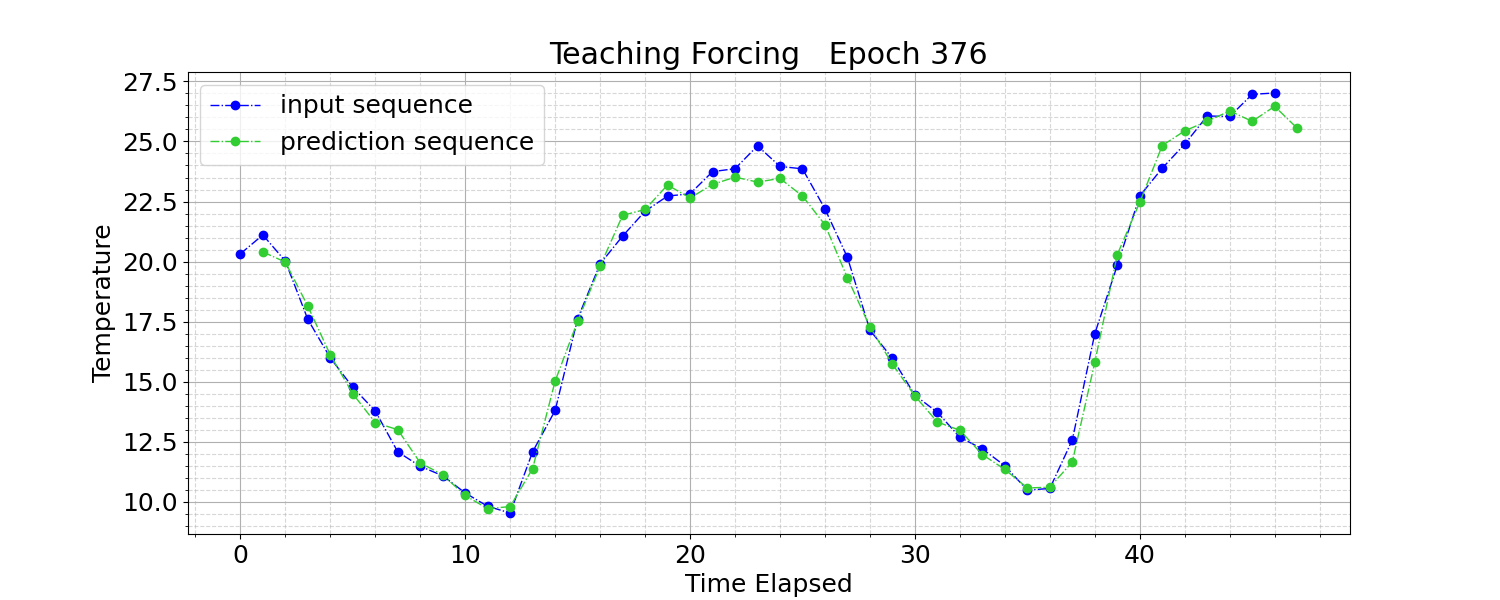 Teaching Forcing   Epoch 376
input sequence
prediction sequence
27.5
25.0
22.5
20.0
17.5
15.0
12.5
10.0
Temperature
0 10 20 30 40
Time Elapsed